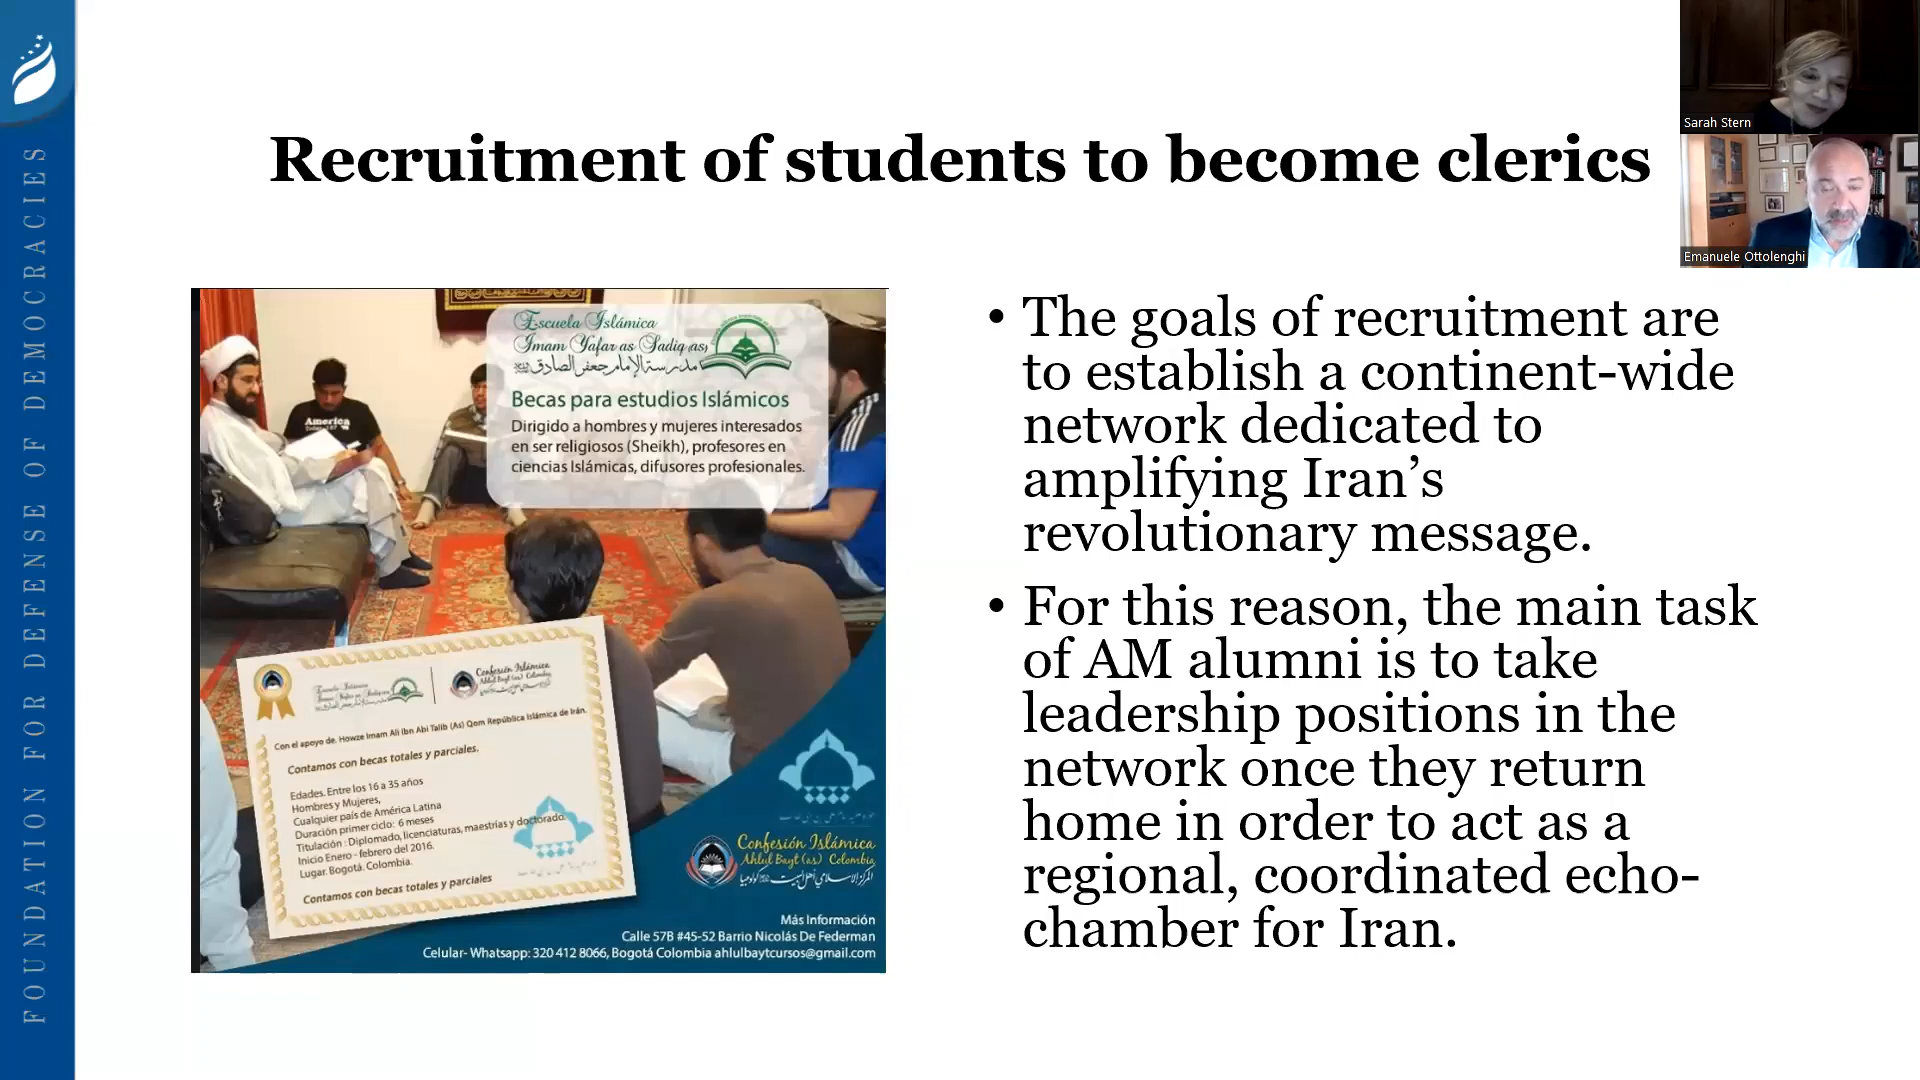 FOUNDATION FOR DEFENSE OF DEMOCRACIES
Recruitment of students to become clerics
Sarah Stern
Emanuele Ottolenghi
Escuela Islámica
Imam Yafar as Sadiq (as)
مدرسة الإمام جعفر الصادق
Becas para estudios Islámicos
Dirigido a hombres y mujeres interesados
en ser religiosos (Sheikh), profesores en
ciencias Islámicas, difusores profesionales.
America
Confesión Islámica
Ahlul Bayt (as) Colombia
Con el apoyo de. Howze Imam Ali Ibn Abi Talib (As) Qom República Islámica de Irán.
Contamos con becas totales y parciales.
Edades. Entre los 16 a 35 años
Hombres y Mujeres,
Cualquier país de América Latina
Duración primer ciclo: 6 meses
Titulación : Diplomado, licenciaturas, maestrías y doctorado.
Inicio Enero - febrero del 2016.
Lugar. Bogotá. Colombia.
Contamos con becas totales y parciales
Confesión Islámica
Ahlul Bayt (as) Colombia
Más Información
Calle 57B #45-52 Barrio Nicolás De Federman
Celular- Whatsapp: 320 412 8066, Bogotá Colombia ahlulbaytcursos@gmail.com
• The goals of recruitment are
to establish a continent-wide
network dedicated to
amplifying Iran’s
revolutionary message.
• For this reason, the main task
of AM alumni is to take
leadership positions in the
network once they return
home in order to act as a
regional, coordinated echo-
chamber for Iran.